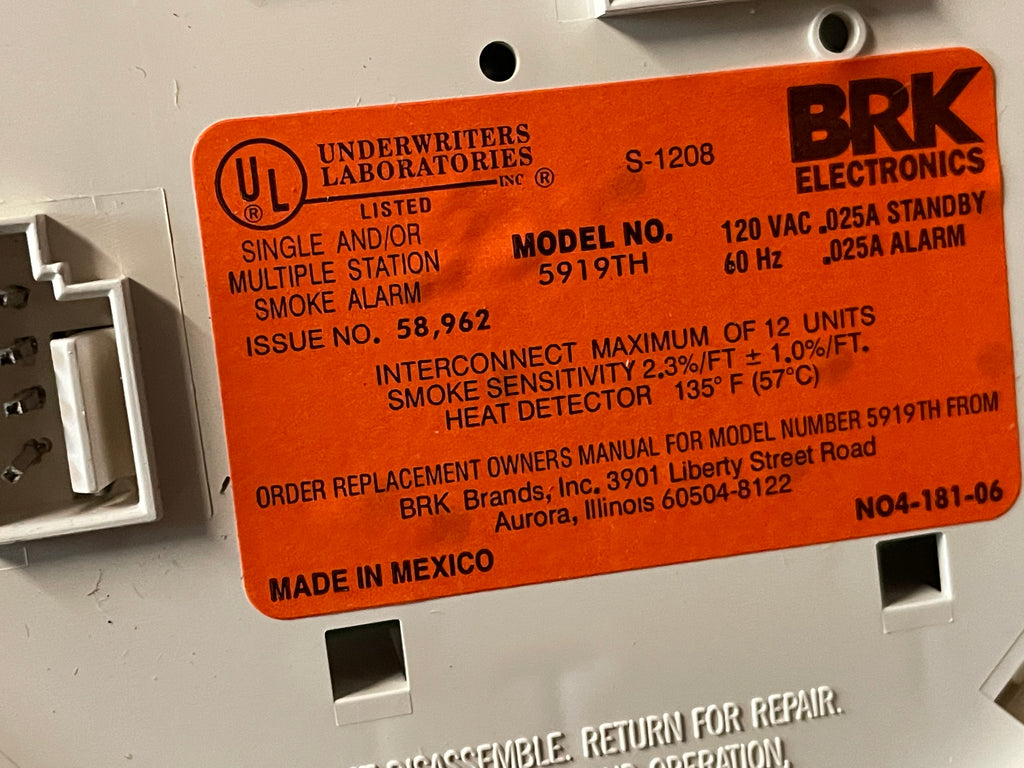 UL ®
UNDERWRITERS
LABORATORIES
INC ®
LISTED
SINGLE AND/OR
MULTIPLE STATION
SMOKE ALARM
ISSUE NO. 58,962
S-1208
MODEL NO.
5919TH
BRK
ELECTRONICS
120 VAC .025A STANDBY
60 Hz .025A ALARM
INTERCONNECT MAXIMUM OF 12 UNITS
SMOKE SENSITIVITY 2.3%/FT ± 1.0%/FT.
HEAT DETECTOR 135° F (57°C)
ORDER REPLACEMENT OWNERS MANUAL FOR MODEL NUMBER 5919TH FROM
BRK Brands, Inc. 3901 Liberty Street Road
Aurora, Illinois 60504-8122
NO4-181-06
MADE IN MEXICO
DISASSEMBLE. RETURN FOR REPAIR.
OPERATION,